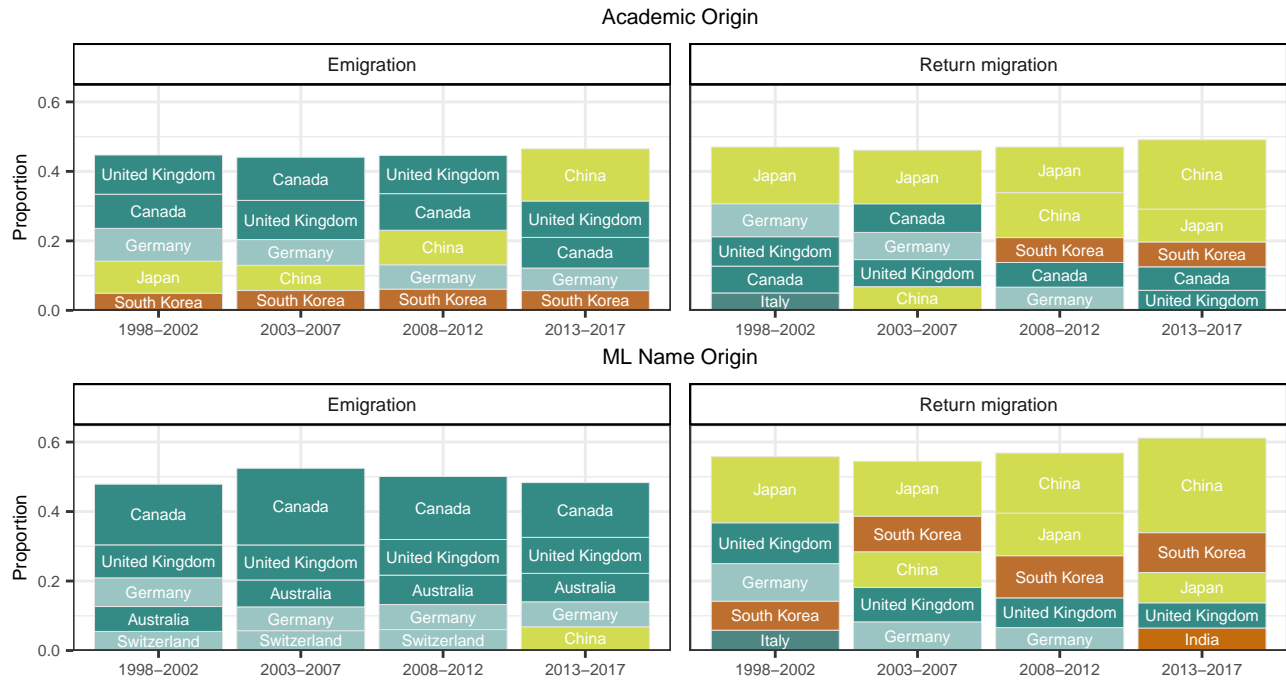 Academic Origin
Emigration
Return migration
Proportion
0.6
0.4
0.2
0.0
United Kingdom
Canada
Germany
Japan
South Korea
Canada
United Kingdom
Germany
China
South Korea
United Kingdom
Canada
China
Germany
South Korea
China
United Kingdom
Canada
Germany
South Korea
Japan
Germany
United Kingdom
Canada
Italy
Japan
Canada
Germany
United Kingdom
China
Japan
China
South Korea
Canada
Germany
China
Japan
South Korea
Canada
United Kingdom
1998–2002 2003–2007 2008–2012 2013–2017
1998–2002 2003–2007 2008–2012 2013–2017
ML Name Origin
Emigration
Return migration
Proportion
0.6
0.4
0.2
0.0
Canada
United Kingdom
Germany
Australia
Switzerland
Canada
United Kingdom
Australia
Germany
Switzerland
Canada
United Kingdom
Australia
Germany
Switzerland
Canada
United Kingdom
Australia
Germany
China
Japan
United Kingdom
Germany
South Korea
Italy
Japan
South Korea
China
United Kingdom
Germany
China
Japan
South Korea
United Kingdom
Germany
China
South Korea
Japan
United Kingdom
India
1998–2002 2003–2007 2008–2012 2013–2017
1998–2002 2003–2007 2008–2012 2013–2017